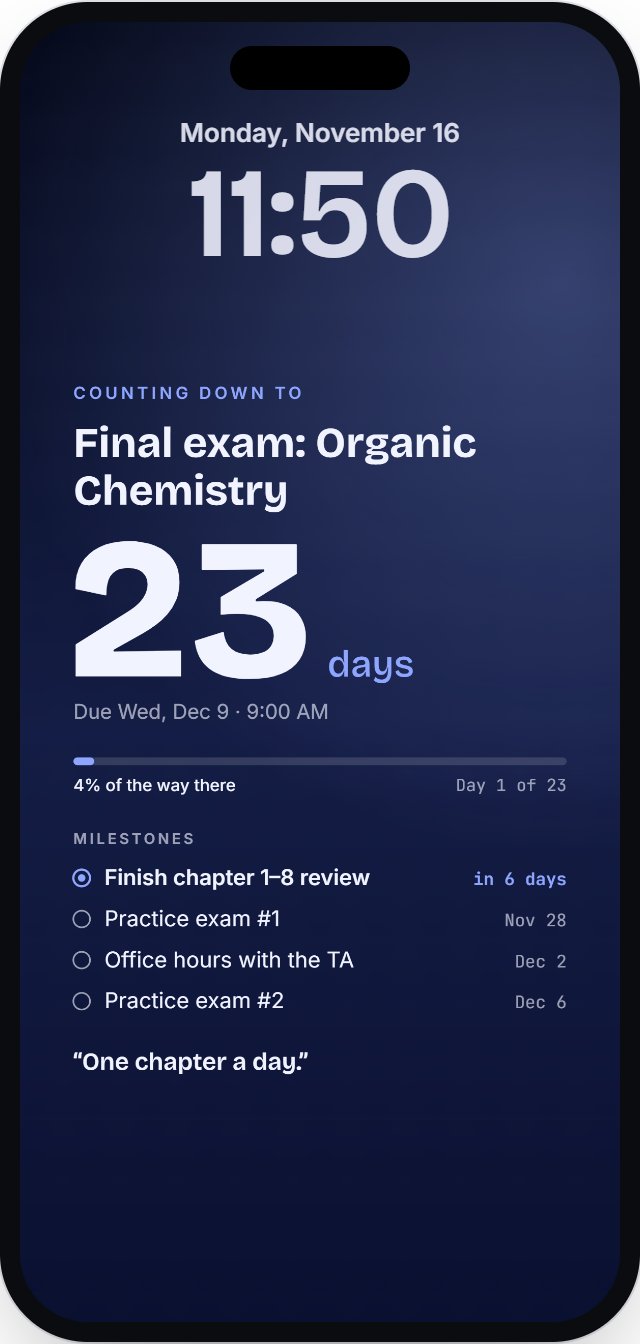 Monday, November 16
11:50
COUNTING DOWN TO
Final exam: Organic
Chemistry
23 days
Due Wed, Dec 9 · 9:00 AM
4% of the way there Day 1 of 23
MILESTONES
Finish chapter 1–8 review in 6 days
Practice exam #1 Nov 28
Office hours with the TA Dec 2
Practice exam #2 Dec 6
“One chapter a day.”